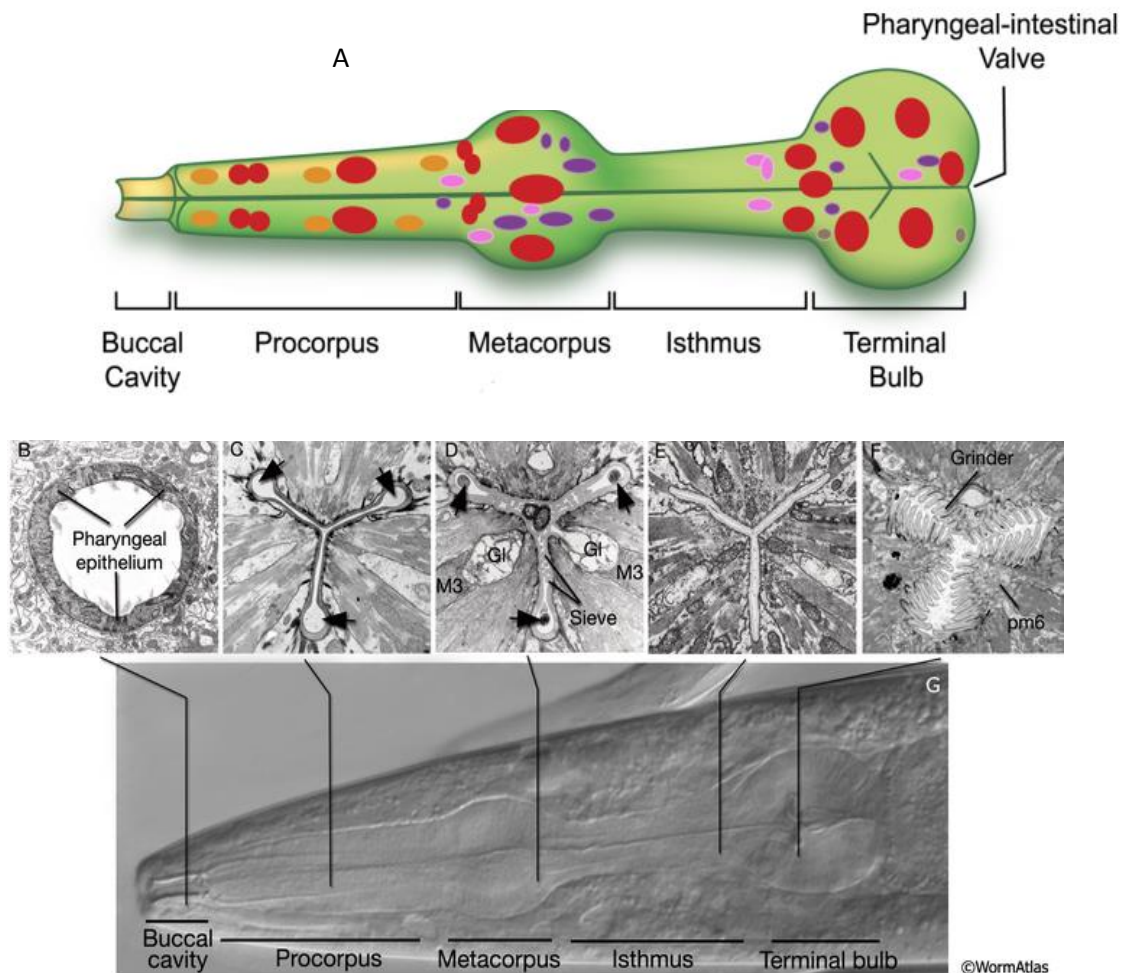 A
Pharyngeal-intestinal
Valve
Buccal
Cavity
Procorpus
Metacorpus
Isthmus
Terminal
Bulb
B
Pharyngeal
epithelium
C
D
Gl
Gl
M3
M3
Sieve
E
F
Grinder
pm6
G
Buccal
cavity
Procorpus
Metacorpus
Isthmus
Terminal bulb
©WormAtlas